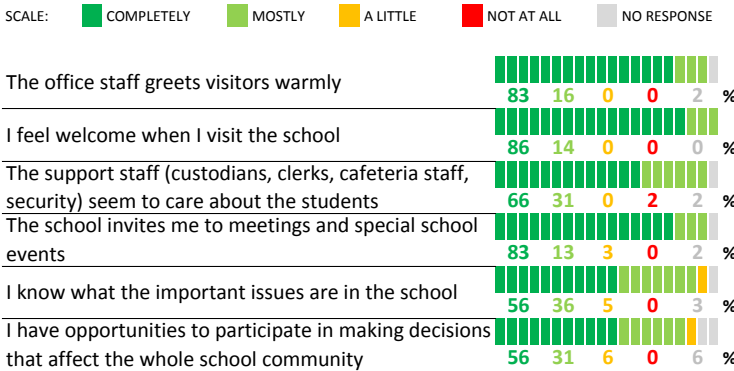 SCALE: COMPLETELY MOSTLY A LITTLE NOT AT ALL NO RESPONSE
The office staff greets visitors warmly
83 16 0 0 2 %
I feel welcome when I visit the school
86 14 0 0 0 %
The support staff (custodians, clerks, cafeteria staff,
security) seem to care about the students
66 31 0 2 2 %
The school invites me to meetings and special school
events
83 13 3 0 2 %
I know what the important issues are in the school
56 36 5 0 3 %
I have opportunities to participate in making decisions
that affect the whole school community
56 31 6 0 6 %